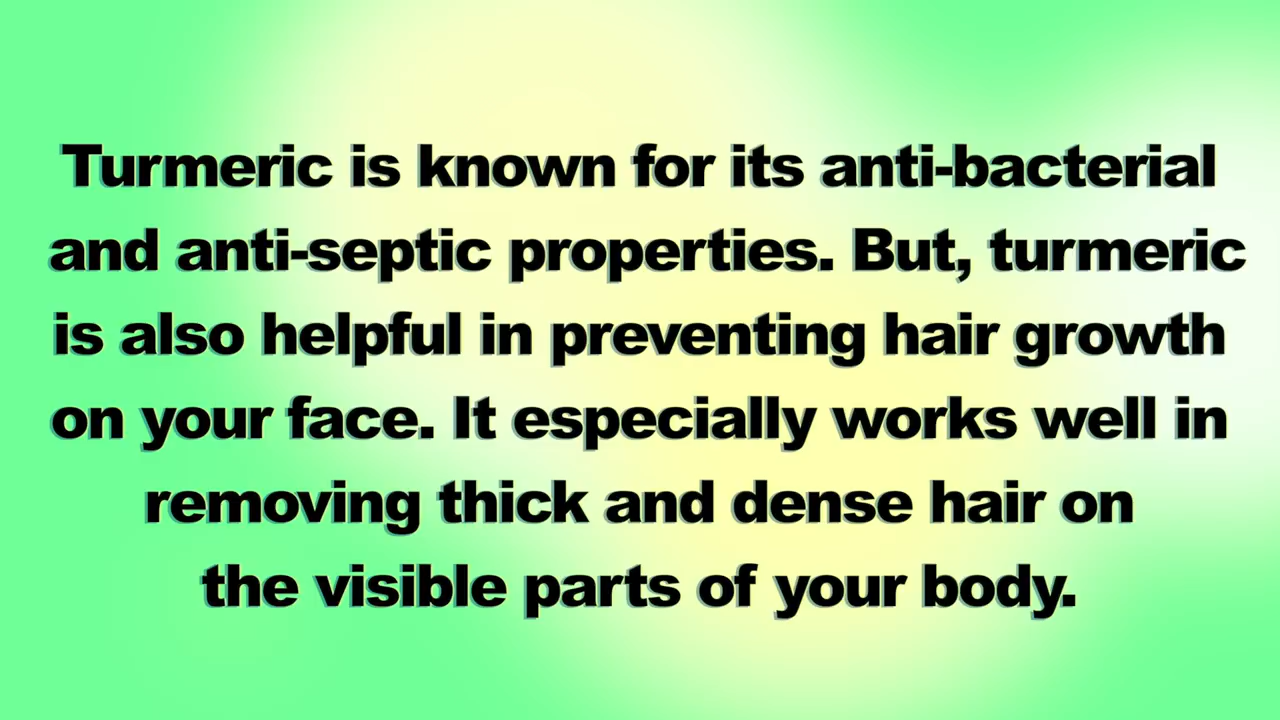 Turmeric is known for its anti-bacterial
and anti-septic properties. But, turmeric
is also helpful in preventing hair growth
on your face. It especially works well in
removing thick and dense hair on
the visible parts of your body.